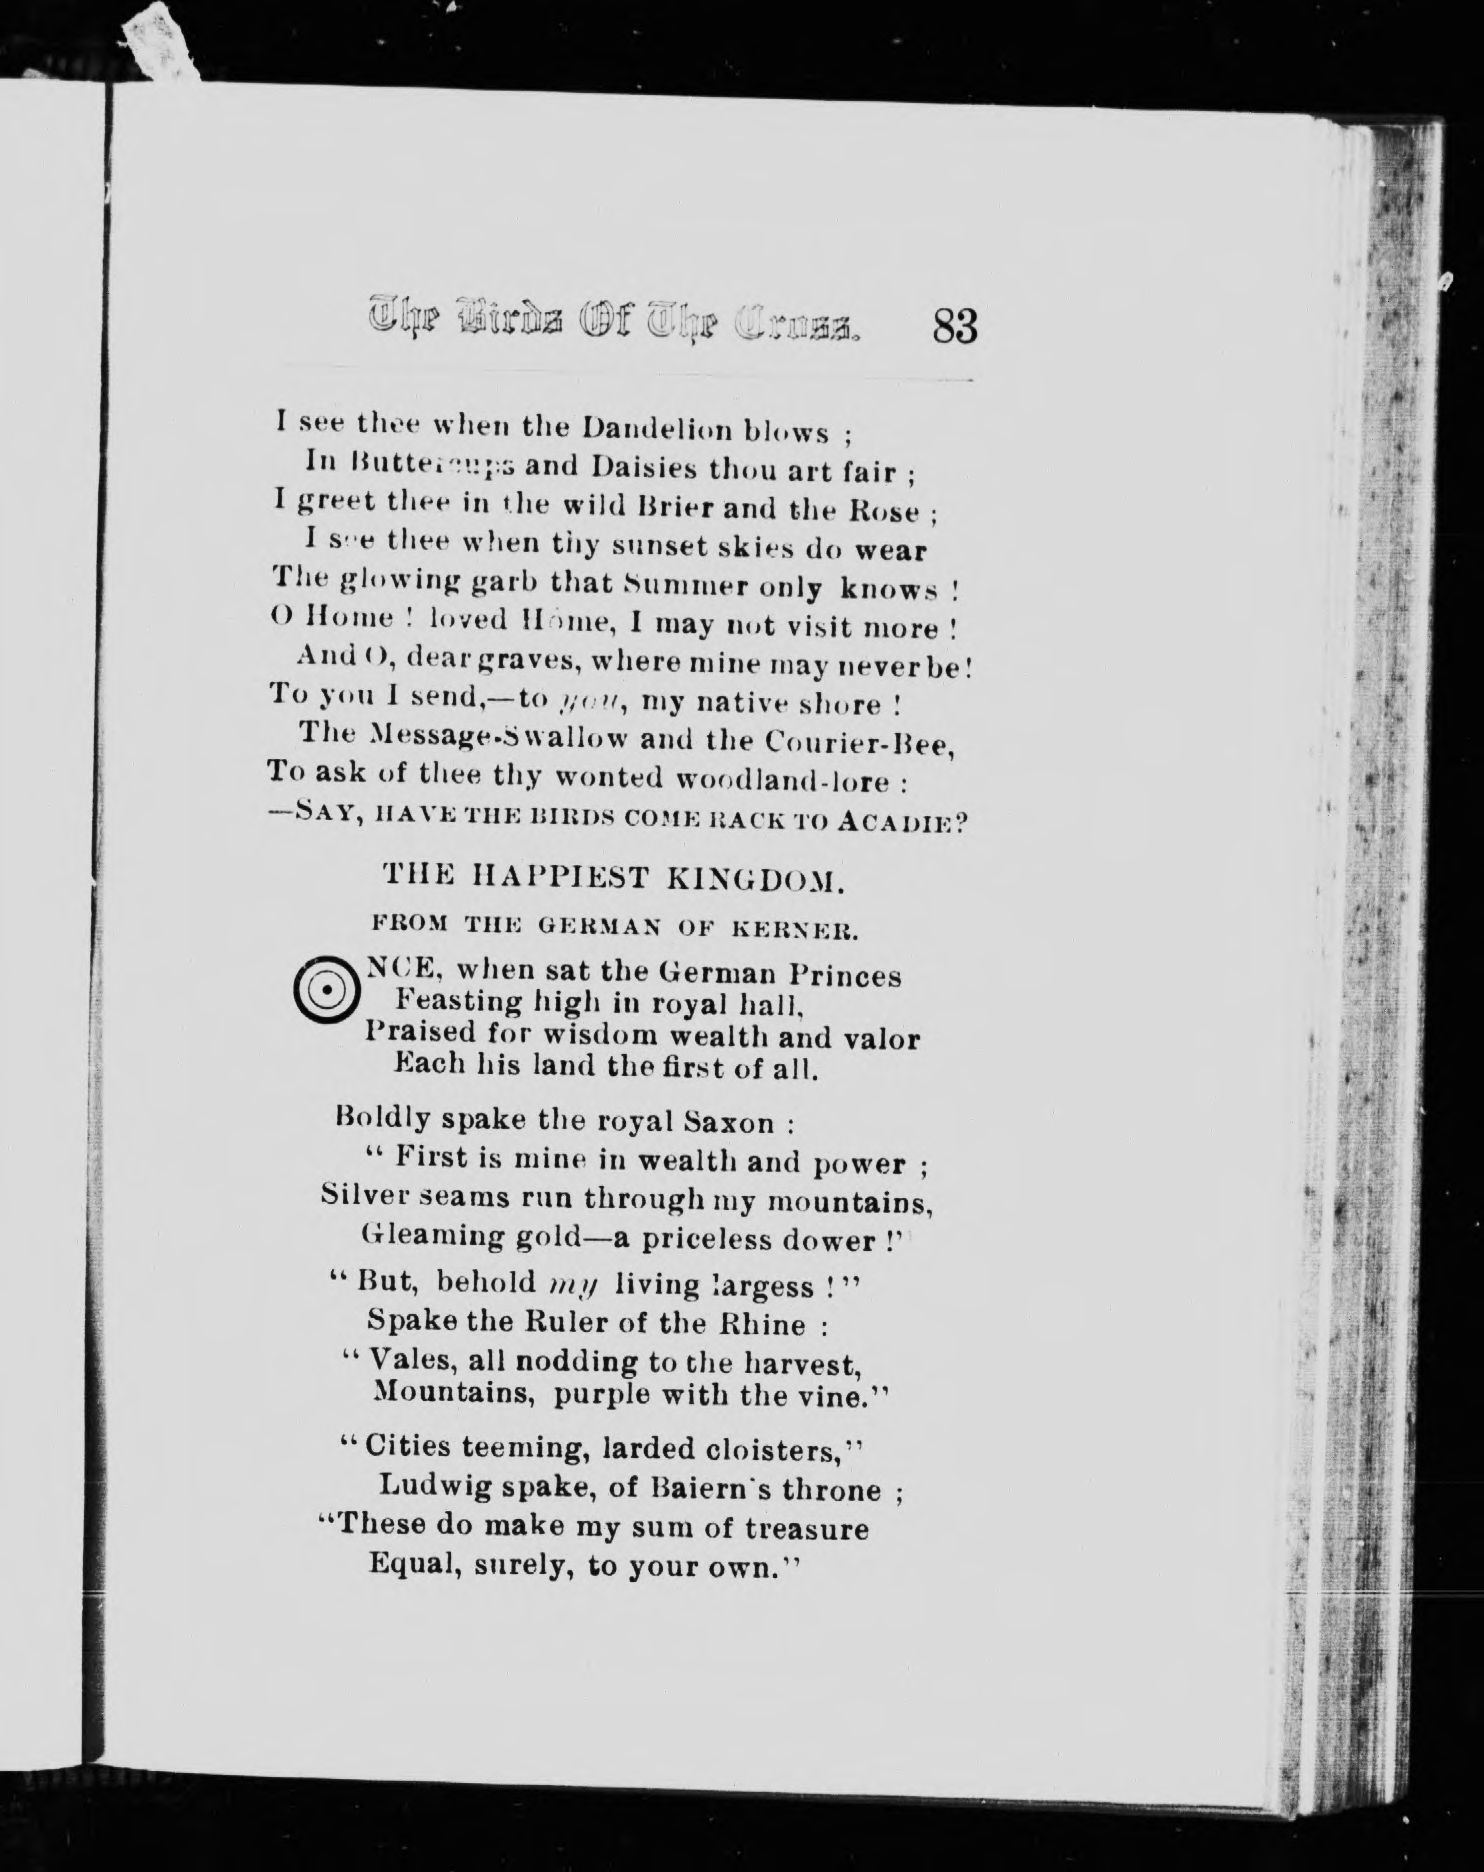 The Birds Of The Cross. 83
I see thee when the Dandelion blows ;
In Buttercups and Daisies thou art fair ;
I greet thee in the wild Brier and the Rose ;
I see thee when thy sunset skies do wear
The glowing garb that Summer only knows !
O Home ! loved Home, I may not visit more !
And O, dear graves, where mine may never be!
To you I send,—to you, my native shore !
The Message-Swallow and the Courier-Bee,
To ask of thee thy wonted woodland-lore :
—SAY, HAVE THE BIRDS COME BACK TO ACADIE?
THE HAPPIEST KINGDOM.
FROM THE GERMAN OF KERNER.
ONCE, when sat the German Princes
Feasting high in royal hall,
Praised for wisdom wealth and valor
Each his land the first of all.
Boldly spake the royal Saxon :
" First is mine in wealth and power ;
Silver seams run through my mountains,
Gleaming gold—a priceless dower !"
" But, behold my living largess ! "
Spake the Ruler of the Rhine :
" Vales, all nodding to the harvest,
Mountains, purple with the vine."
" Cities teeming, larded cloisters,"
Ludwig spake, of Baiern's throne ;
"These do make my sum of treasure
Equal, surely, to your own."